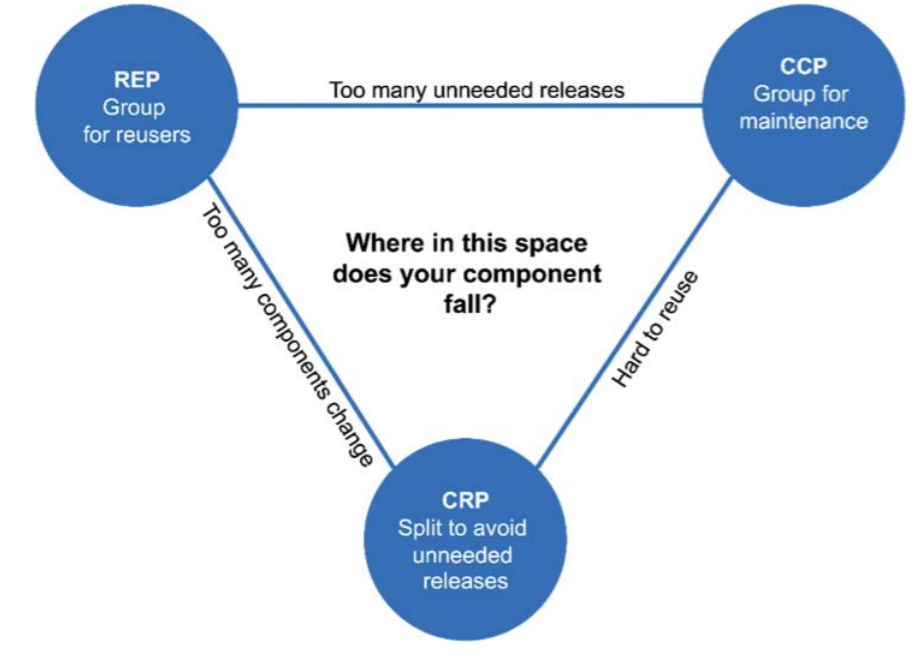 REP
Group
for reusers
Too many unneeded releases
CCP
Group for
maintenance
Where in this space
does your component
fall?
Too many components change
Hard to reuse
CRP
Split to avoid
unneeded
releases